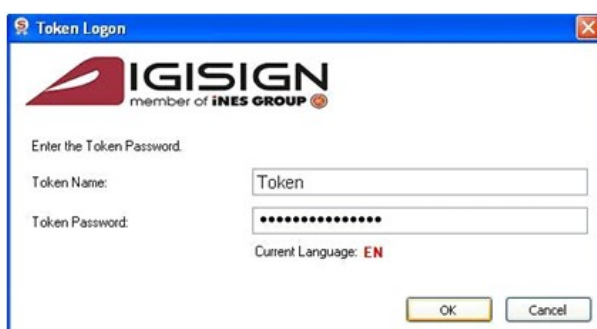 Token Logon
IGISIGN
member of iNES GROUP
Enter the Token Password.
Token Name:
Token
Token Password:
•••••••••••••••
Current Language: EN
OK
Cancel